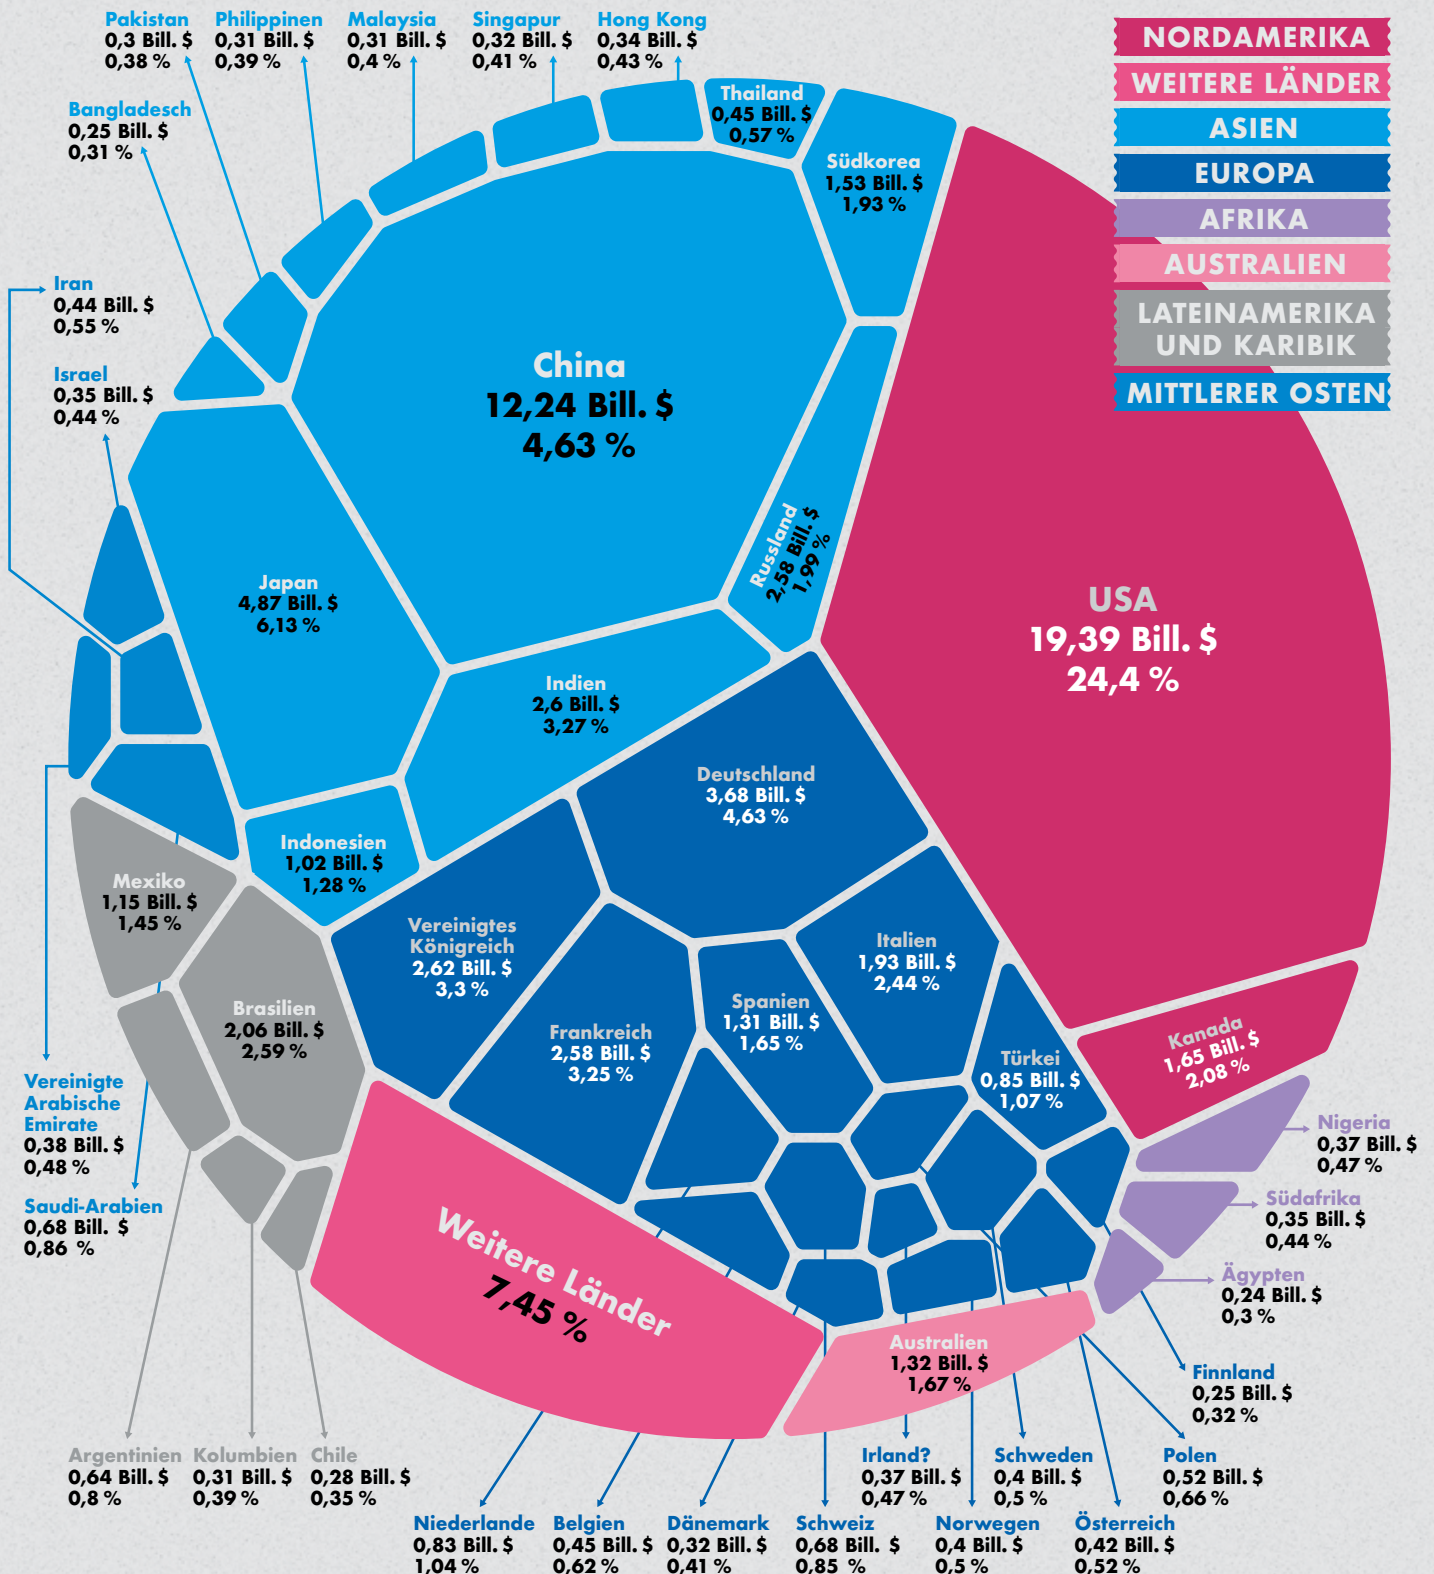 Pakistan
0,3 Bill. $
0,38 %
Philippinen
0,31 Bill. $
0,39 %
Malaysia
0,31 Bill. $
0,4 %
Singapur
0,32 Bill. $
0,41 %
Hong Kong
0,34 Bill. $
0,43 %
NORDAMERIKA
WEITERE LÄNDER
ASIEN
EUROPA
AFRIKA
AUSTRALIEN
LATEINAMERIKA
UND KARIBIK
MITTLERER OSTEN
Bangladesch
0,25 Bill. $
0,31 %
Thailand
0,45 Bill. $
0,57 %
Südkorea
1,53 Bill. $
1,93 %
Iran
0,44 Bill. $
0,55 %
Israel
0,35 Bill. $
0,44 %
China
12,24 Bill. $
4,63 %
Russland
2,58 Bill. $
1,99 %
Japan
4,87 Bill. $
6,13 %
USA
19,39 Bill. $
24,4 %
Indien
2,6 Bill. $
3,27 %
Deutschland
3,68 Bill. $
4,63 %
Indonesien
1,02 Bill. $
1,28 %
Mexiko
1,15 Bill. $
1,45 %
Vereinigtes
Königreich
2,62 Bill. $
3,3 %
Italien
1,93 Bill. $
2,44 %
Brasilien
2,06 Bill. $
2,59 %
Frankreich
2,58 Bill. $
3,25 %
Spanien
1,31 Bill. $
1,65 %
Türkei
0,85 Bill. $
1,07 %
Kanada
1,65 Bill. $
2,08 %
Vereinigte
Arabische
Emirate
0,38 Bill. $
0,48 %
Saudi-Arabien
0,68 Bill. $
0,86 %
Nigeria
0,37 Bill. $
0,47 %
Südafrika
0,35 Bill. $
0,44 %
Ägypten
0,24 Bill. $
0,3 %
Weitere Länder
7,45 %
Australien
1,32 Bill. $
1,67 %
Finnland
0,25 Bill. $
0,32 %
Argentinien
0,64 Bill. $
0,8 %
Kolumbien
0,31 Bill. $
0,39 %
Chile
0,28 Bill. $
0,35 %
Irland?
0,37 Bill. $
0,47 %
Schweden
0,4 Bill. $
0,5 %
Polen
0,52 Bill. $
0,66 %
Niederlande
0,83 Bill. $
1,04 %
Belgien
0,45 Bill. $
0,62 %
Dänemark
0,32 Bill. $
0,41 %
Schweiz
0,68 Bill. $
0,85 %
Norwegen
0,4 Bill. $
0,5 %
Österreich
0,42 Bill. $
0,52 %